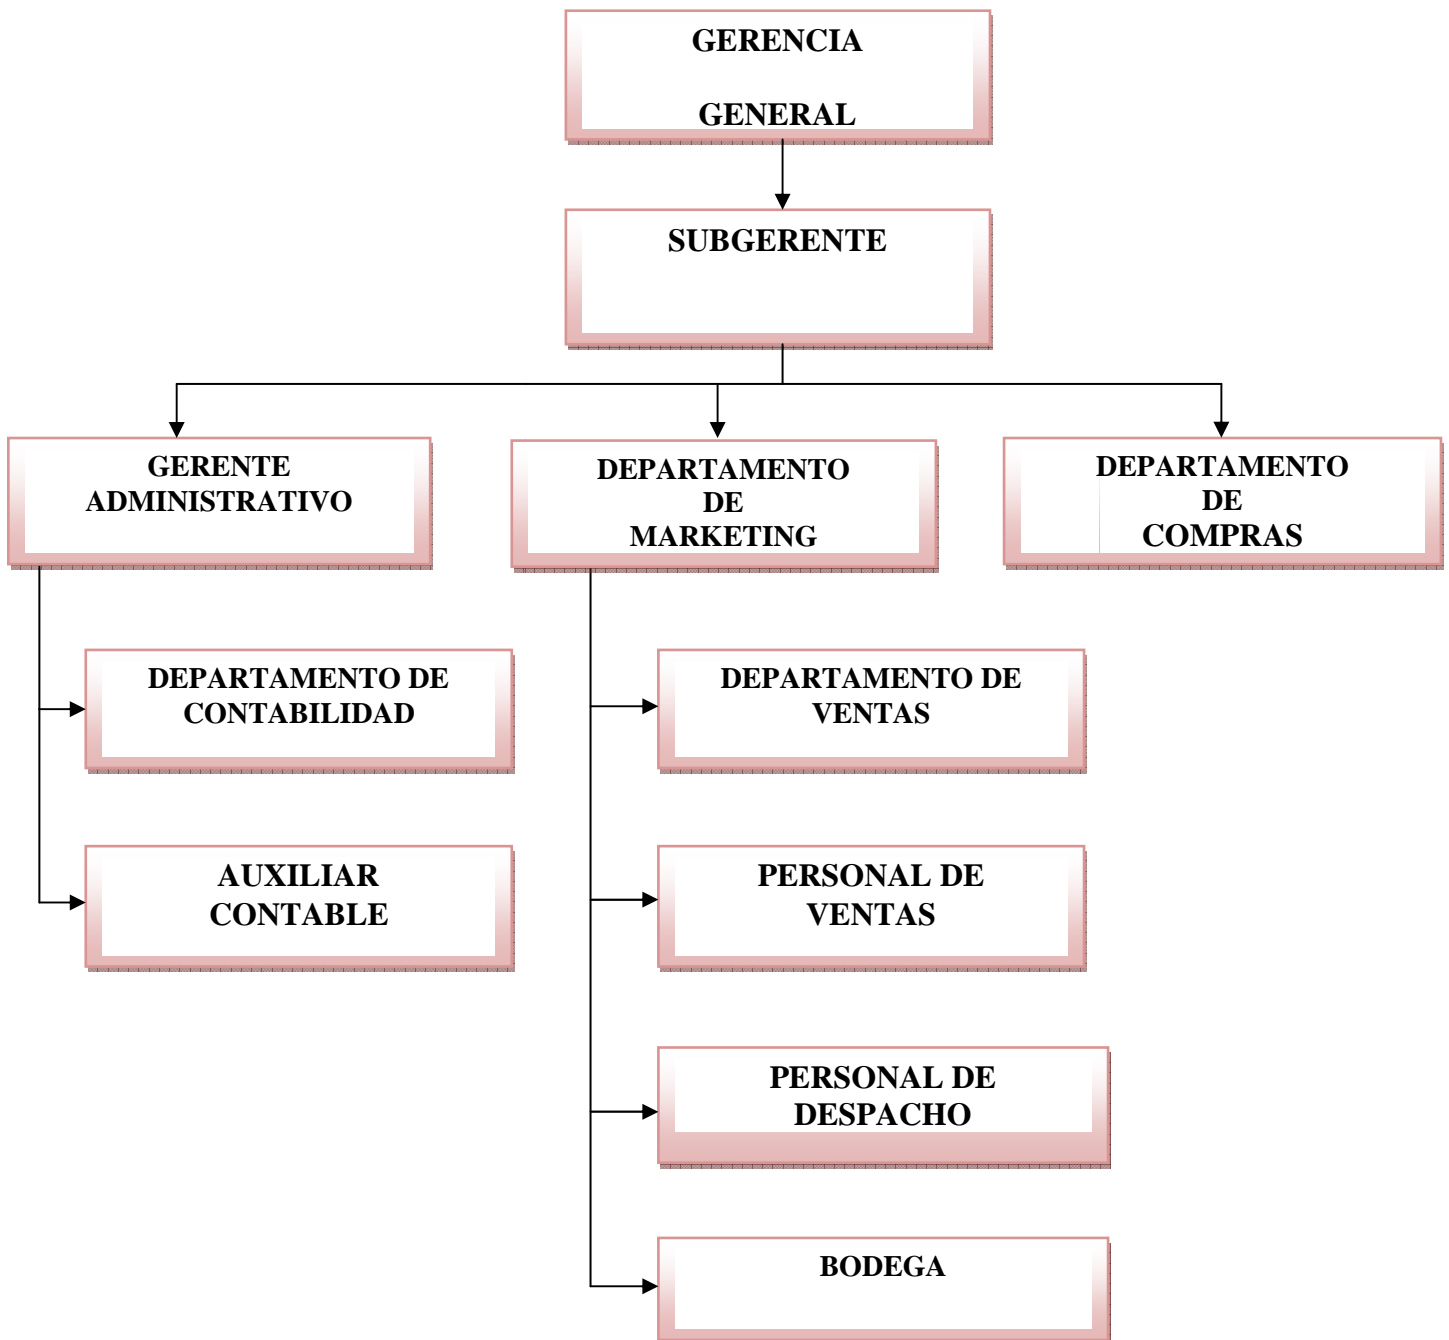 GERENCIA
GENERAL
SUBGERENTE
GERENTE
ADMINISTRATIVO
DEPARTAMENTO
DE
MARKETING
DEPARTAMENTO
DE
COMPRAS
DEPARTAMENTO DE
CONTABILIDAD
AUXILIAR
CONTABLE
DEPARTAMENTO DE
VENTAS
PERSONAL DE
VENTAS
PERSONAL DE
DESPACHO
BODEGA